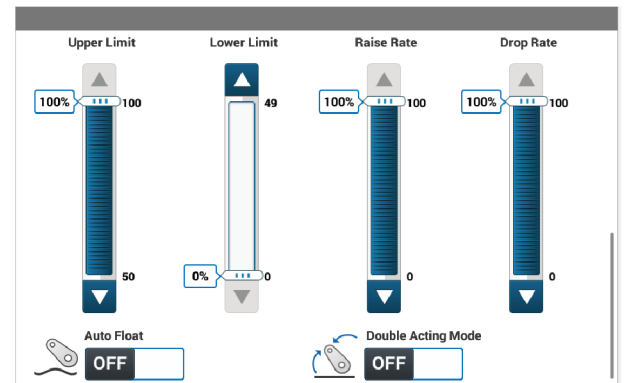 Upper Limit
Lower Limit
Raise Rate
Drop Rate
100%
100
49
100%
100
100%
100
50
0%
0
0
0
Auto Float
OFF
Double Acting Mode
OFF